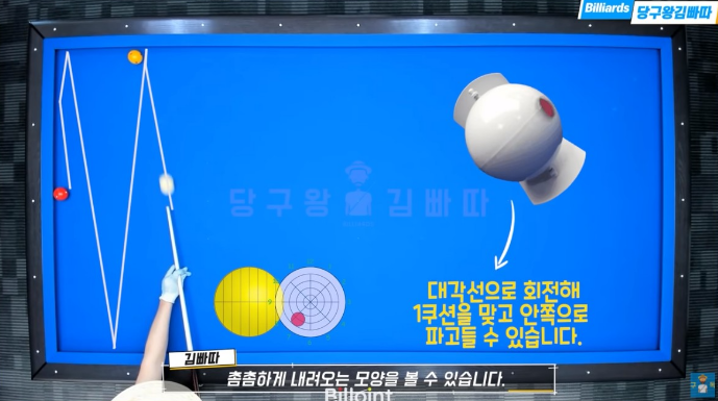 Billiards 당구왕김빠따
당구왕 김빠따
대각선으로 회전해
1쿠션을 맞고 안쪽으로
파고들 수 있습니다.
김빠따
촘촘하게 내려오는 모양을 볼 수 있습니다.
Billoint